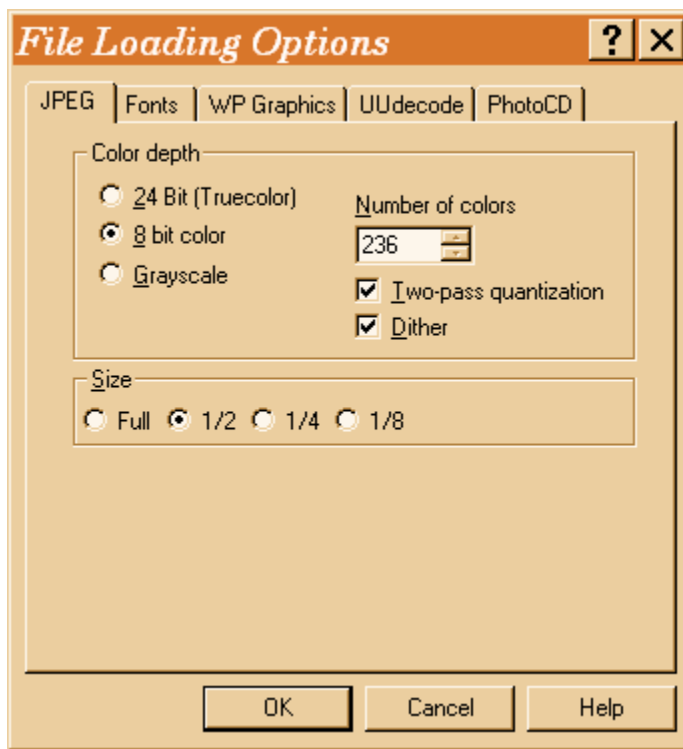 File Loading Options
JPEG Fonts WP Graphics UUdecode PhotoCD
Color depth
24 Bit (Truecolor)
8 bit color
Grayscale
Number of colors
236
Two-pass quantization
Dither
Size
Full 1/2 1/4 1/8
OK Cancel Help